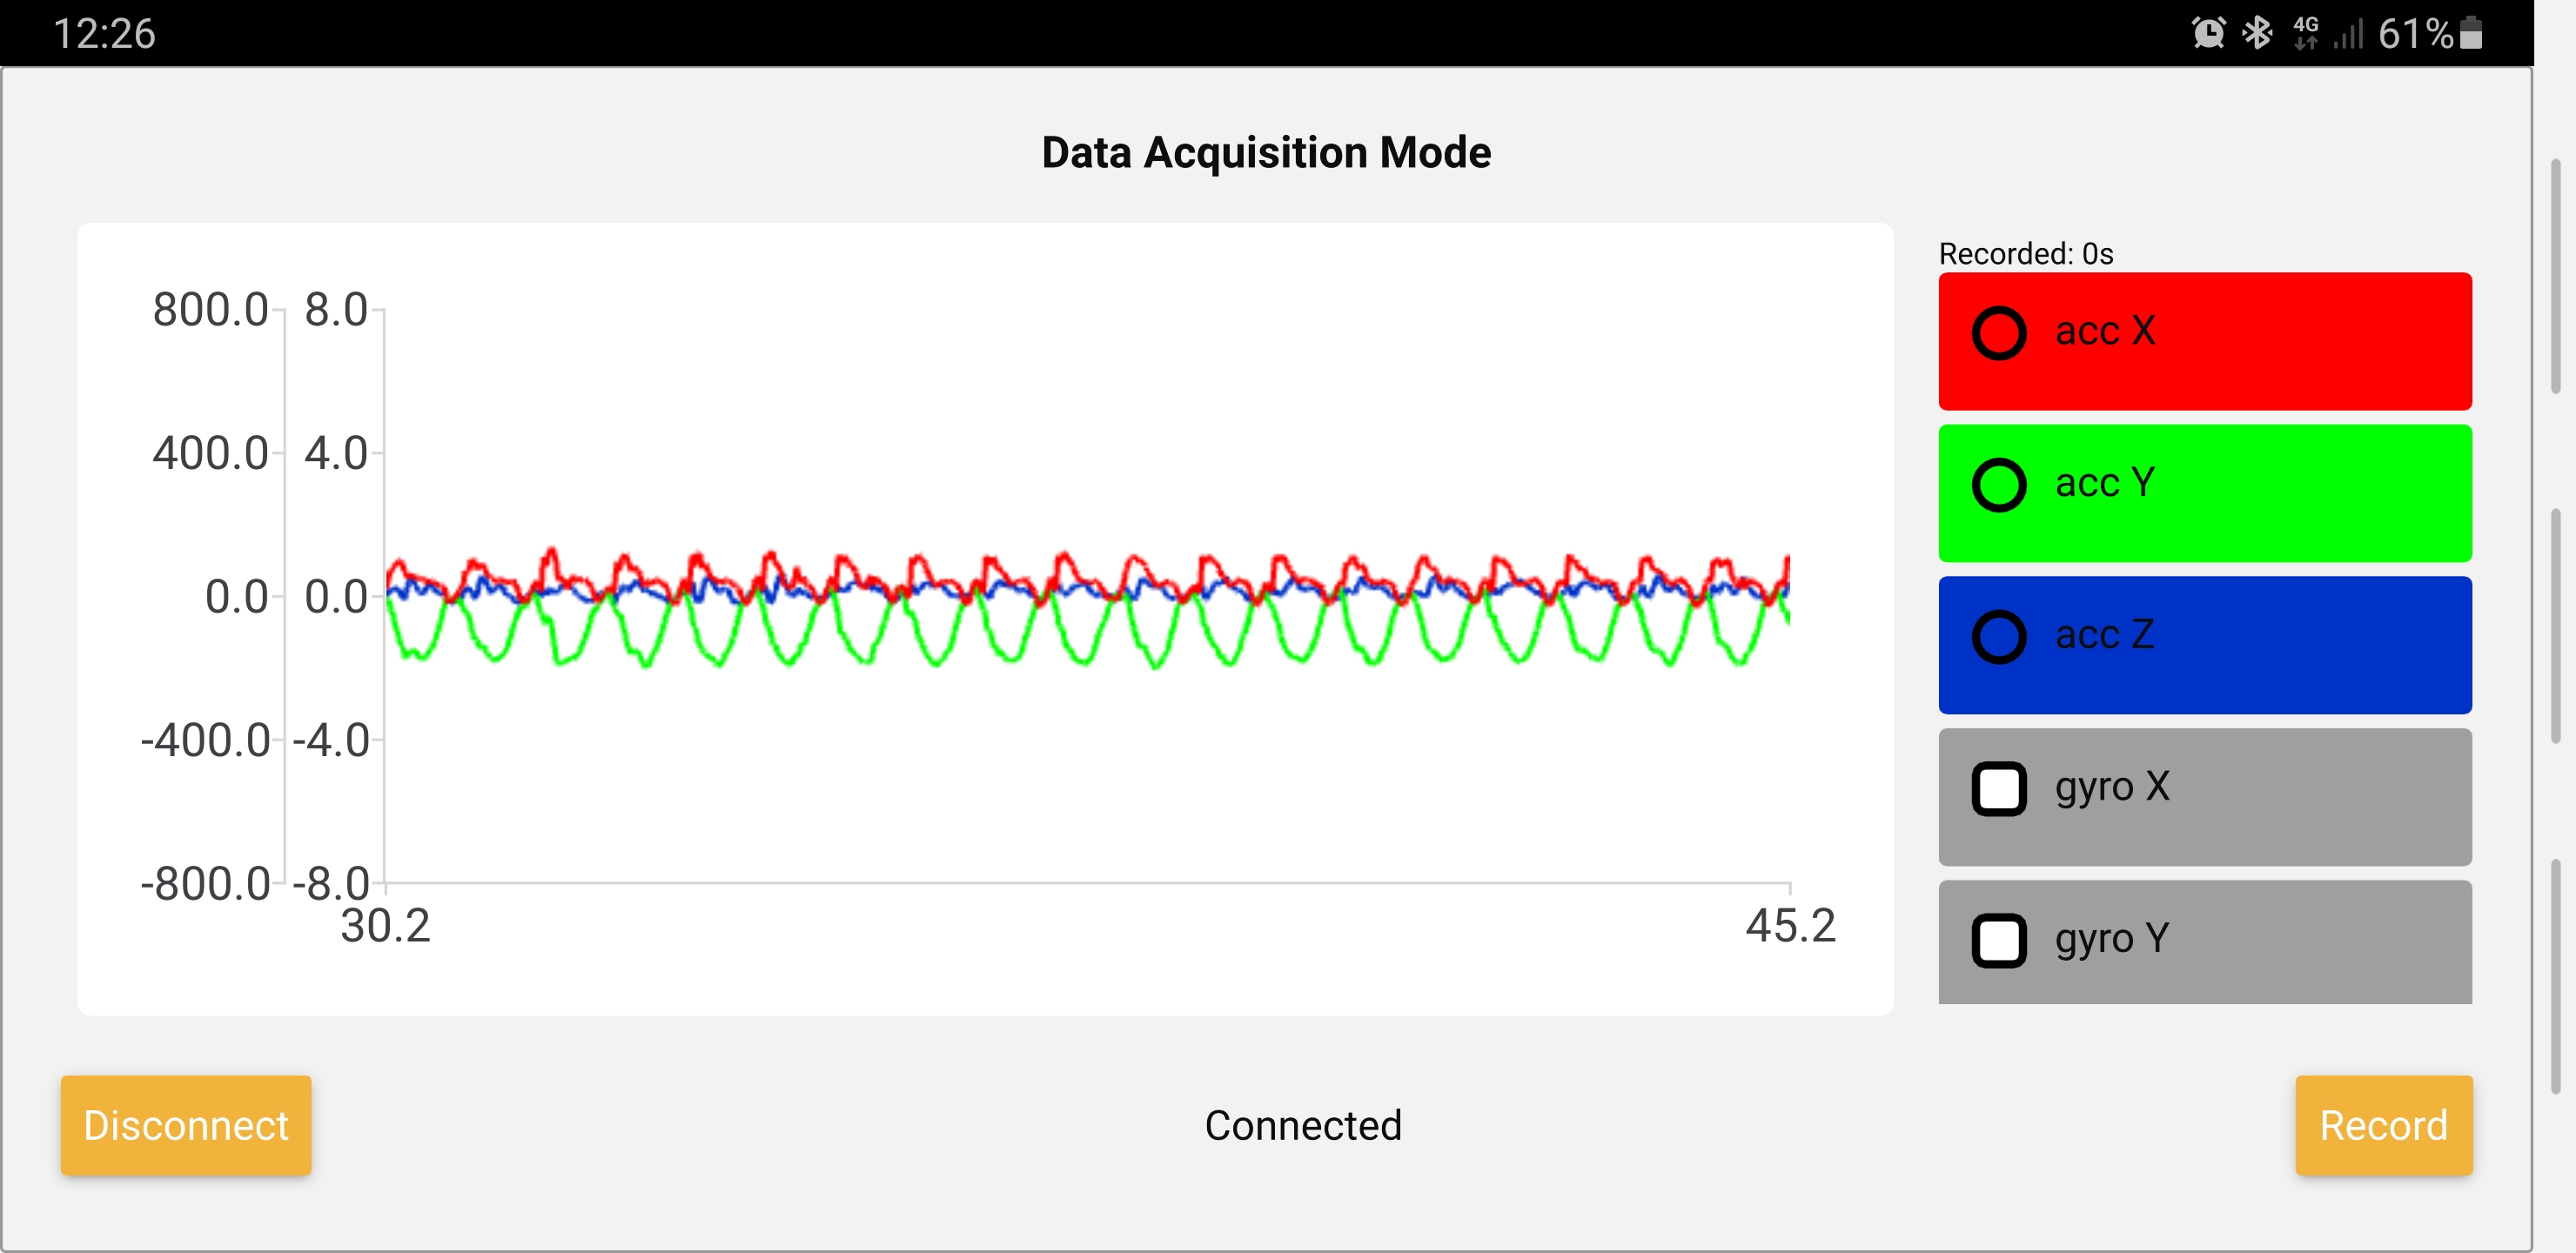 12:26
4G 61%
Data Acquisition Mode
Recorded: 0s
800.0 8.0
400.0 4.0
0.0 0.0
-400.0 -4.0
-800.0 -8.0
30.2 45.2
acc X
acc Y
acc Z
gyro X
gyro Y
Disconnect
Connected
Record